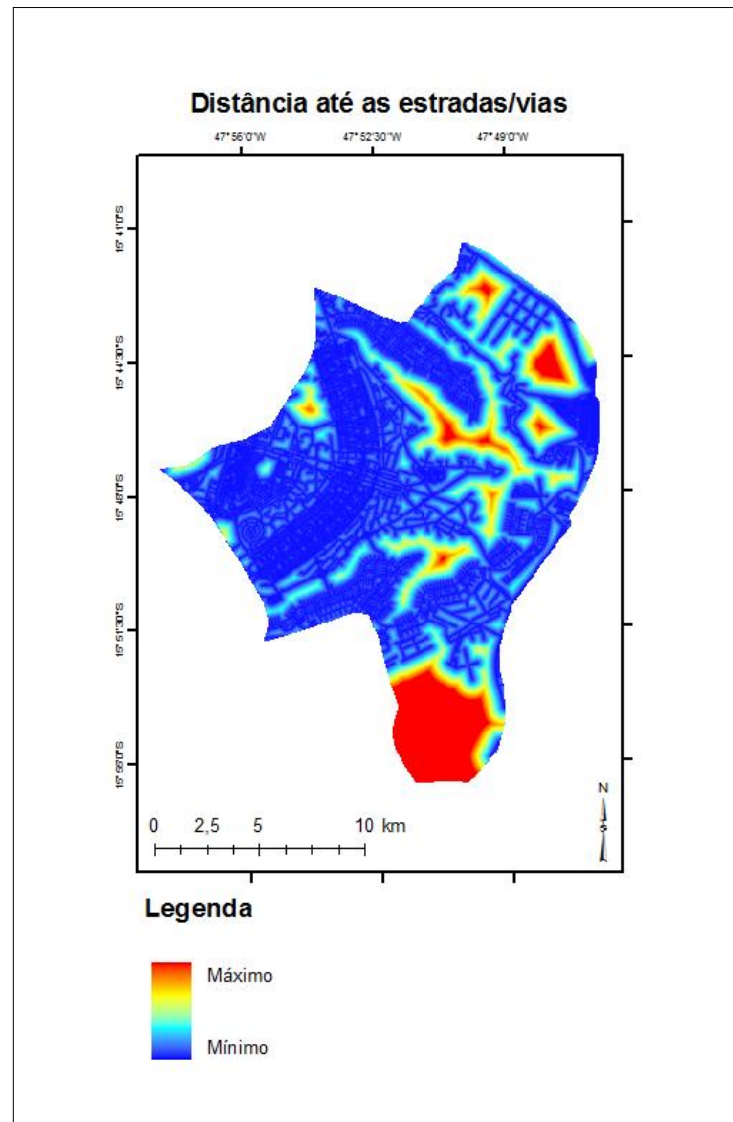 Distância até as estradas/vias
47°56'0"W 47°52'30"W 47°49'0"W
15°41'0"S
15°44'30"S
15°48'0"S
15°51'30"S
15°55'0"S
N
S
0 2,5 5 10 km
Legenda
Máximo
Mínimo